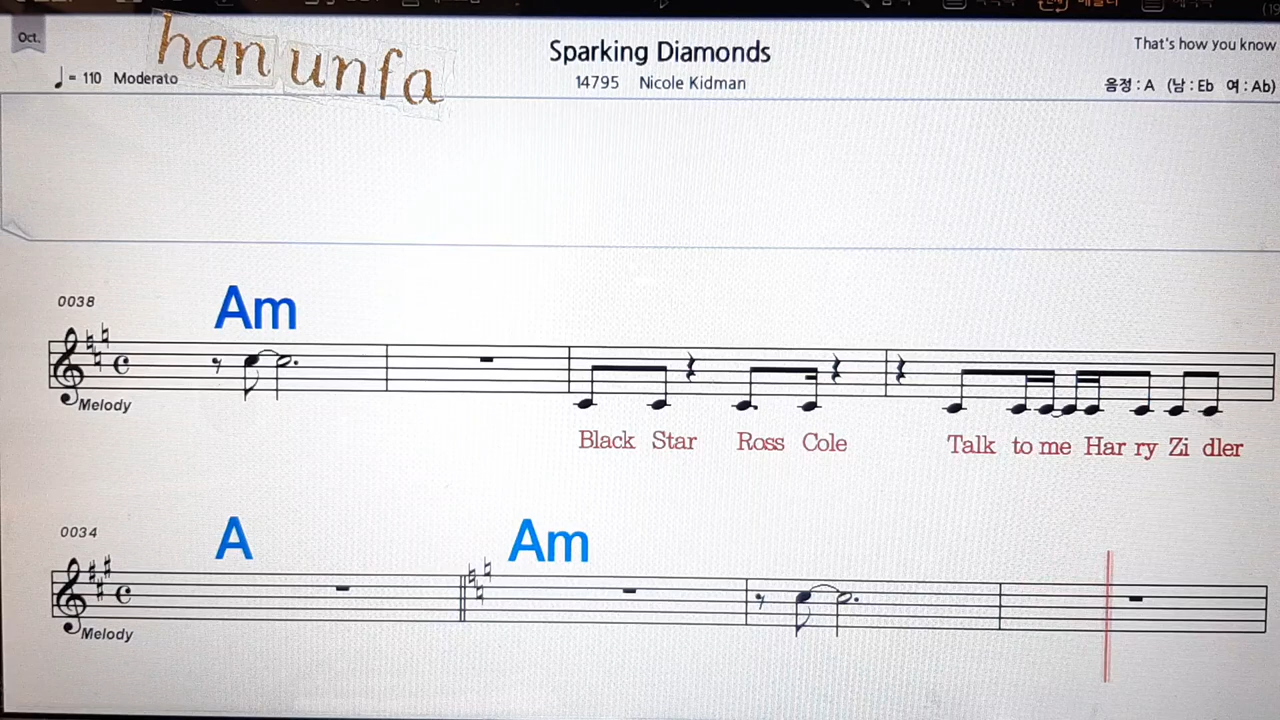 Oct.
han unfa
Sparking Diamonds
That's how you know
= 110 Moderato
14795 Nicole Kidman
음정 : A (남 : Eb 여 : Ab)
0038
Am
Melody
Black Star Ross Cole Talk to me Har ry Zi dler
0034
A Am
Melody